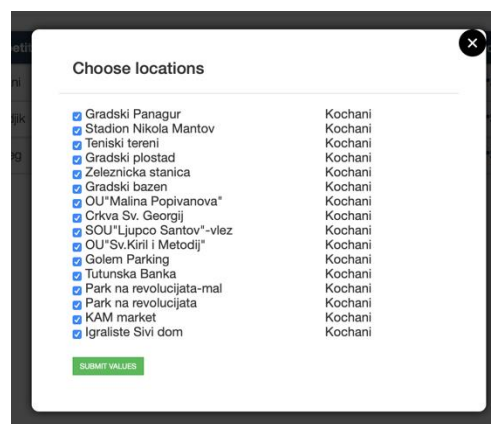 Choose locations
Gradski Panagur Kochani
Stadion Nikola Mantov Kochani
Teniski tereni Kochani
Gradski plostad Kochani
Zeleznicka stanica Kochani
Gradski bazen Kochani
OU"Malina Popivanova" Kochani
Crkva Sv. Georgij Kochani
SOU"Ljupco Santov"-vlez Kochani
OU"Sv.Kiril i Metodij" Kochani
Golem Parking Kochani
Tutunska Banka Kochani
Park na revolucijata-mal Kochani
Park na revolucijata Kochani
KAM market Kochani
Igraliste Sivi dom Kochani
SUBMIT VALUES